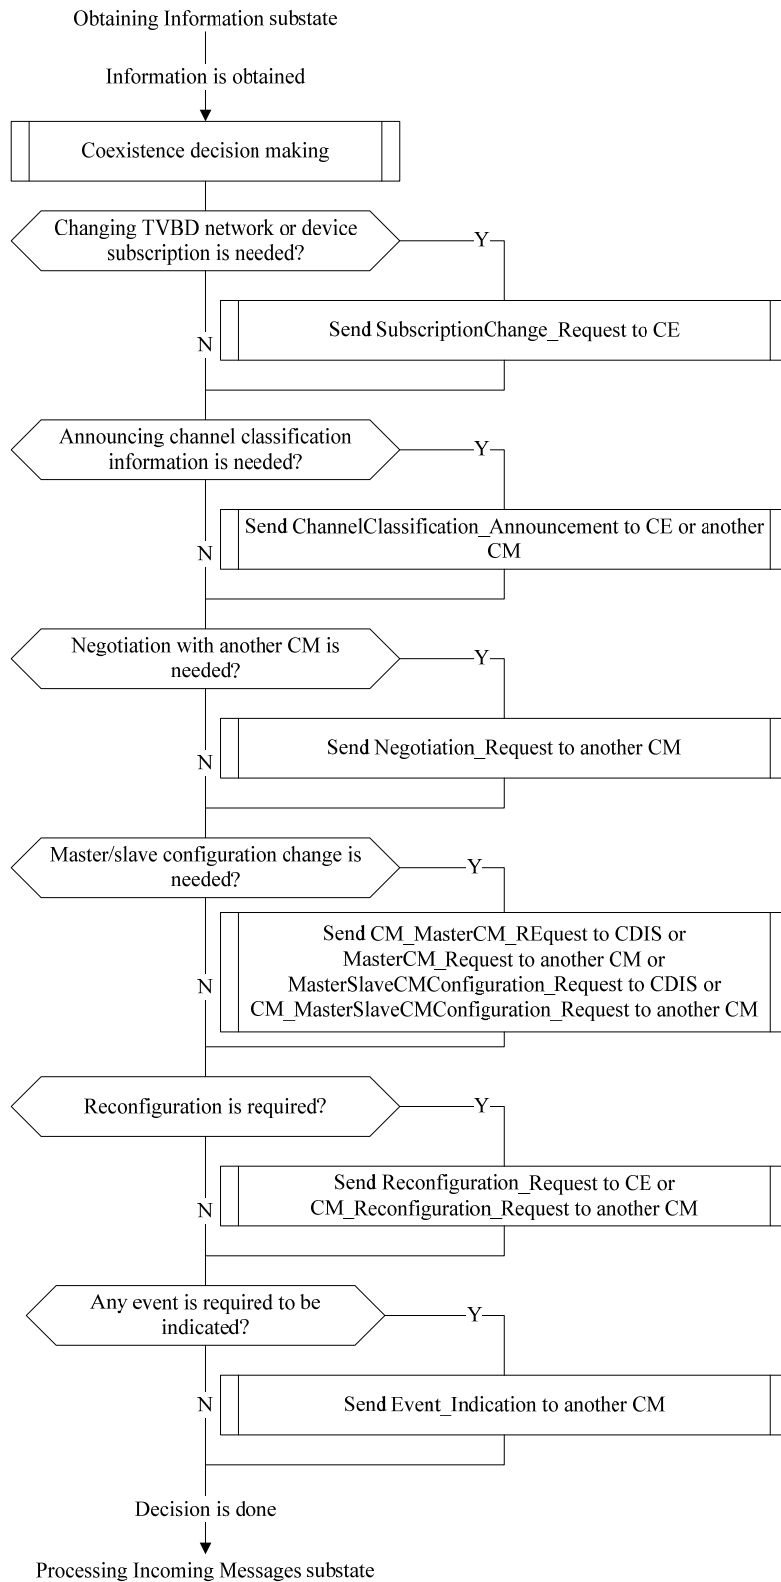 Obtaining Information substate
Information is obtained
Coexistence decision making
Changing TVBD network or device
subscription is needed?
Y
Send SubscriptionChange_Request to CE
N
Announcing channel classification
information is needed?
Y
Send ChannelClassification_Announcement to CE or another
CM
N
Negotiation with another CM is
needed?
Y
Send Negotiation_Request to another CM
N
Master/slave configuration change is
needed?
Y
Send CM_MasterCM_REquest to CDIS or
MasterCM_Request to another CM or
MasterSlaveCMConfiguration_Request to CDIS or
CM_MasterSlaveCMConfiguration_Request to another CM
N
Reconfiguration is required?
Y
Send Reconfiguration_Request to CE or
CM_Reconfiguration_Request to another CM
N
Any event is required to be
indicated?
Y
Send Event_Indication to another CM
N
Decision is done
Processing Incoming Messages substate